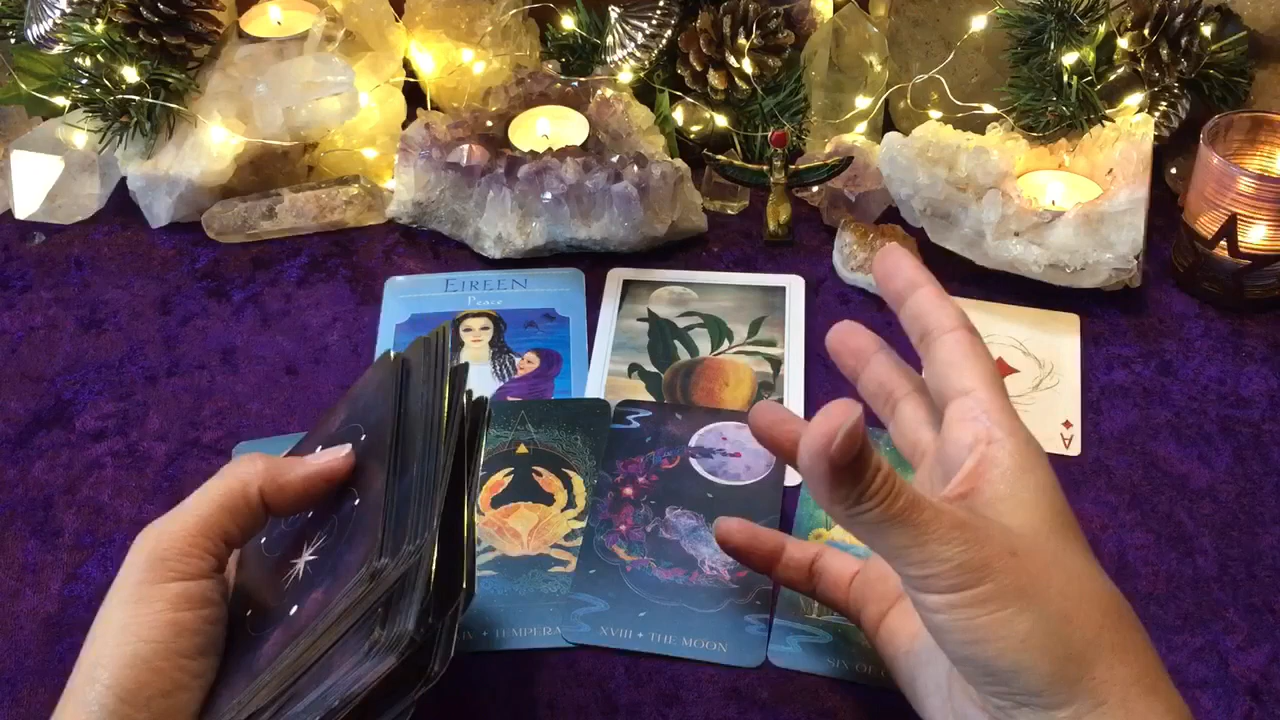 EIREEN
Peace
A
XIV ✦ TEMPERA
XVIII ✦ THE MOON
SIX OF